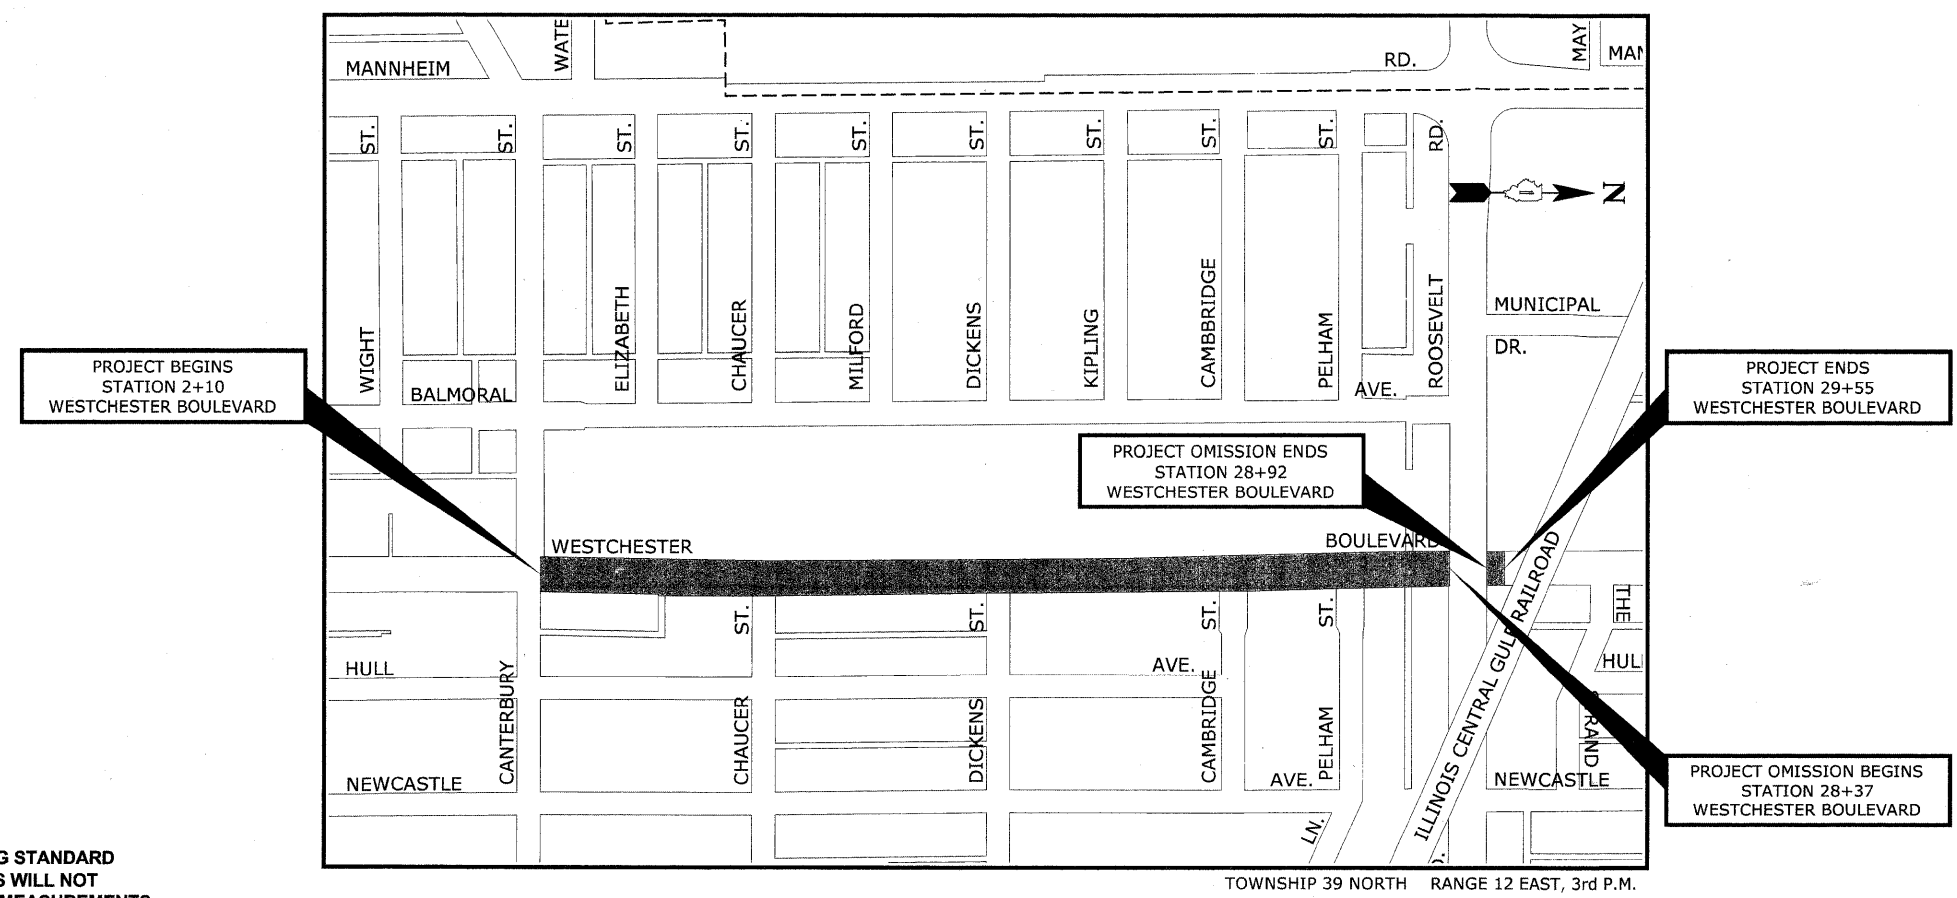 WATE
RD.
MAY
MAN
MANNHEIM
ST.
ST.
ST.
ST.
ST.
ST.
ST.
ST.
ST.
RD.
N
WIGHT
ELIZABETH
CHAUCER
MILFORD
DICKENS
KIPLING
CAMBBRIDGE
PELHAM
ROOSEVELT
MUNICIPAL
DR.
BALMORAL
AVE.
PROJECT BEGINS
STATION 2+10
WESTCHESTER BOULEVARD
PROJECT ENDS
STATION 29+55
WESTCHESTER BOULEVARD
PROJECT OMISSION ENDS
STATION 28+92
WESTCHESTER BOULEVARD
WESTCHESTER
BOULEVARD
ST.
ST.
ST.
ST.
ILLINOIS CENTRAL GULF RAILROAD
THE
HULL
AVE.
HUL
CANTERBURY
CHAUCER
DICKENS
CAMBRIDGE
PELHAM
STRAND
NEWCASTLE
AVE.
NEWCASTLE
PROJECT OMISSION BEGINS
STATION 28+37
WESTCHESTER BOULEVARD
LN.
G STANDARD
S WILL NOT
MEASUREMENTS
TOWNSHIP 39 NORTH RANGE 12 EAST, 3rd P.M.